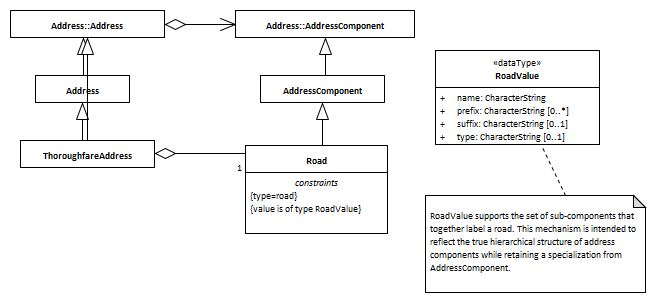 Address::Address
Address::AddressComponent
«dataType»
RoadValue
+ name: CharacterString
+ prefix: CharacterString [0..*]
+ suffix: CharacterString [0..1]
+ type: CharacterString [0..1]
Address
AddressComponent
ThoroughfareAddress
1
Road
constraints
{type=road}
{value is of type RoadValue}
RoadValue supports the set of sub-components that
together label a road. This mechanism is intended to
reflect the true hierarchical structure of address
components while retaining a specialization from
AddressComponent.